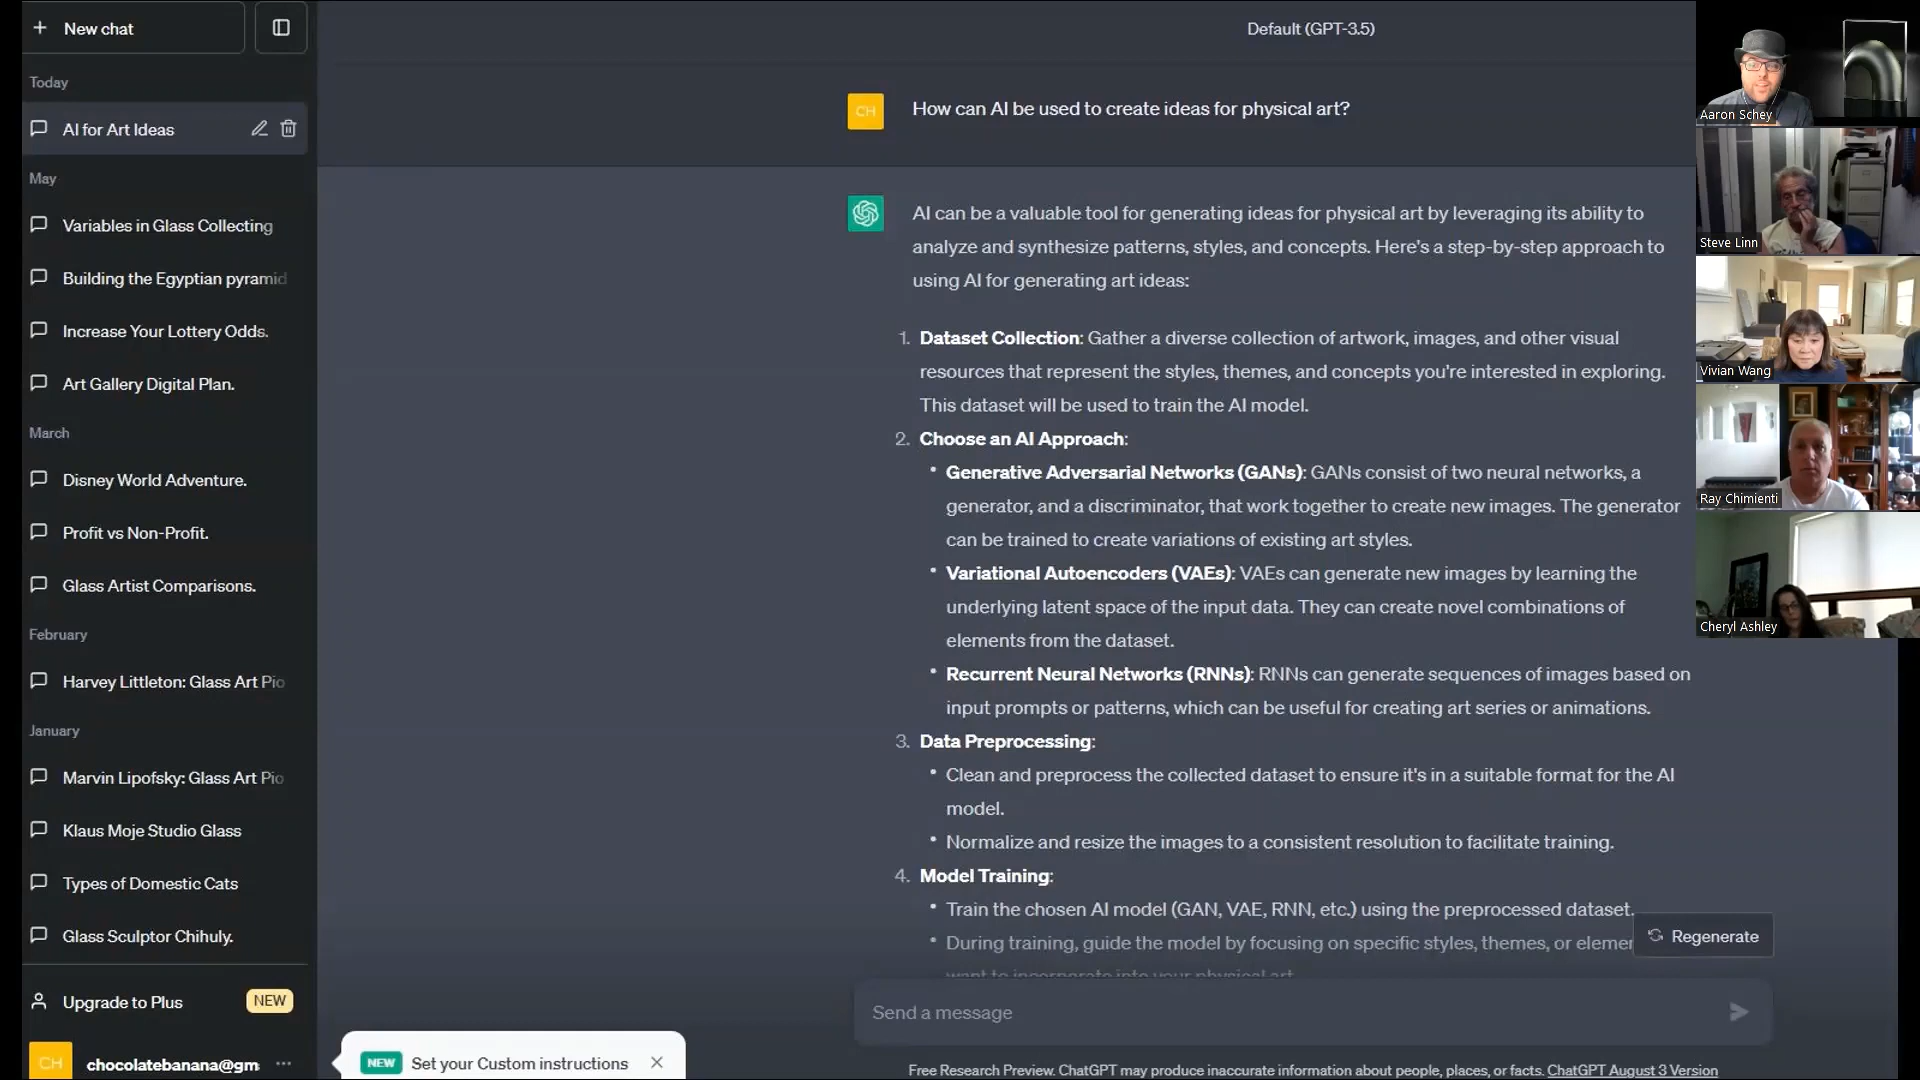 New chat
Today
AI for Art Ideas
May
Variables in Glass Collecting
Building the Egyptian pyramid
Increase Your Lottery Odds.
Art Gallery Digital Plan.
March
Disney World Adventure.
Profit vs Non-Profit.
Glass Artist Comparisons.
February
Harvey Littleton: Glass Art Pio
January
Marvin Lipofsky: Glass Art Pio
Klaus Moje Studio Glass
Types of Domestic Cats
Glass Sculptor Chihuly.
Upgrade to Plus NEW
CH chocolatebanana@gm
Default (GPT-3.5)
CH How can AI be used to create ideas for physical art?
AI can be a valuable tool for generating ideas for physical art by leveraging its ability to
analyze and synthesize patterns, styles, and concepts. Here's a step-by-step approach to
using AI for generating art ideas:
1. Dataset Collection: Gather a diverse collection of artwork, images, and other visual
resources that represent the styles, themes, and concepts you're interested in exploring.
This dataset will be used to train the AI model.
2. Choose an AI Approach:
• Generative Adversarial Networks (GANs): GANs consist of two neural networks, a
generator, and a discriminator, that work together to create new images. The generator
can be trained to create variations of existing art styles.
• Variational Autoencoders (VAEs): VAEs can generate new images by learning the
underlying latent space of the input data. They can create novel combinations of
elements from the dataset.
• Recurrent Neural Networks (RNNs): RNNs can generate sequences of images based on
input prompts or patterns, which can be useful for creating art series or animations.
3. Data Preprocessing:
• Clean and preprocess the collected dataset to ensure it's in a suitable format for the AI
model.
• Normalize and resize the images to a consistent resolution to facilitate training.
4. Model Training:
• Train the chosen AI model (GAN, VAE, RNN, etc.) using the preprocessed dataset.
• During training, guide the model by focusing on specific styles, themes, or elemen
want to incorporate into your physical art.
Regenerate
Send a message
NEW Set your Custom instructions
Free Research Preview. ChatGPT may produce inaccurate information about people, places, or facts. ChatGPT August 3 Version
Aaron Schey
Steve Linn
Vivian Wang
Ray Chimienti
Cheryl Ashley